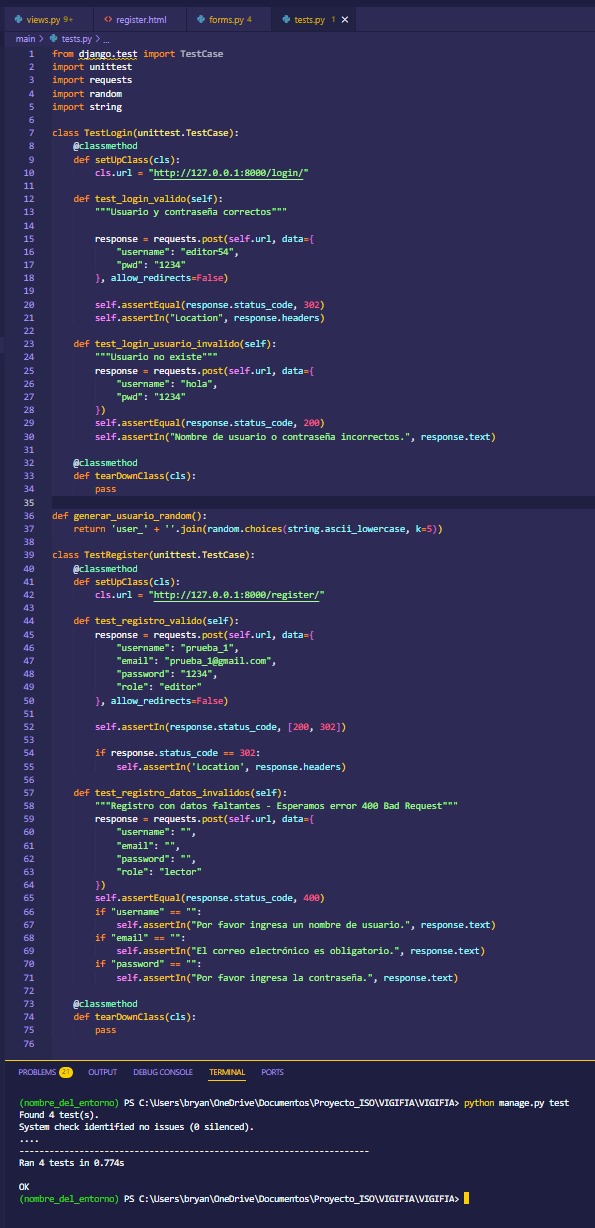 views.py 9+ register.html forms.py 4 tests.py 1 ×
main > tests.py > ...
1 from django.test import TestCase
2 import unittest
3 import requests
4 import random
5 import string
6
7 class TestLogin(unittest.TestCase):
8 @classmethod
9 def setUpClass(cls):
10 cls.url = "http://127.0.0.1:8000/login/"
11
12 def test_login_valido(self):
13 """Usuario y contraseña correctos"""
14
15 response = requests.post(self.url, data={
16 "username": "editor54",
17 "pwd": "1234"
18 }, allow_redirects=False)
19
20 self.assertEqual(response.status_code, 302)
21 self.assertIn("Location", response.headers)
22
23 def test_login_usuario_invalido(self):
24 """Usuario no existe"""
25 response = requests.post(self.url, data={
26 "username": "hola",
27 "pwd": "1234"
28 })
29 self.assertEqual(response.status_code, 200)
30 self.assertIn("Nombre de usuario o contraseña incorrectos.", response.text)
31
32 @classmethod
33 def tearDownClass(cls):
34 pass
35
36 def generar_usuario_random():
37 return 'user_' + ''.join(random.choices(string.ascii_lowercase, k=5))
38
39 class TestRegister(unittest.TestCase):
40 @classmethod
41 def setUpClass(cls):
42 cls.url = "http://127.0.0.1:8000/register/"
43
44 def test_registro_valido(self):
45 response = requests.post(self.url, data={
46 "username": "prueba_1",
47 "email": "prueba_1@gmail.com",
48 "password": "1234",
49 "role": "editor"
50 }, allow_redirects=False)
51
52 self.assertIn(response.status_code, [200, 302])
53
54 if response.status_code == 302:
55 self.assertIn('Location', response.headers)
56
57 def test_registro_datos_invalidos(self):
58 """Registro con datos faltantes - Esperamos error 400 Bad Request"""
59 response = requests.post(self.url, data={
60 "username": "",
61 "email": "",
62 "password": "",
63 "role": "lector"
64 })
65 self.assertEqual(response.status_code, 400)
66 if "username" == "":
67 self.assertIn("Por favor ingresa un nombre de usuario.", response.text)
68 if "email" == "":
69 self.assertIn("El correo electrónico es obligatorio.", response.text)
70 if "password" == "":
71 self.assertIn("Por favor ingresa la contraseña.", response.text)
72
73 @classmethod
74 def tearDownClass(cls):
75 pass
76
PROBLEMS 21 OUTPUT DEBUG CONSOLE TERMINAL PORTS
(nombre_del_entorno) PS C:\Users\bryan\OneDrive\Documentos\Proyecto_ISO\VIGIFIA\VIGIFIA> python manage.py test
Found 4 test(s).
System check identified no issues (0 silenced).
....
----------------------------------------------------------------------
Ran 4 tests in 0.774s
OK
(nombre_del_entorno) PS C:\Users\bryan\OneDrive\Documentos\Proyecto_ISO\VIGIFIA\VIGIFIA>